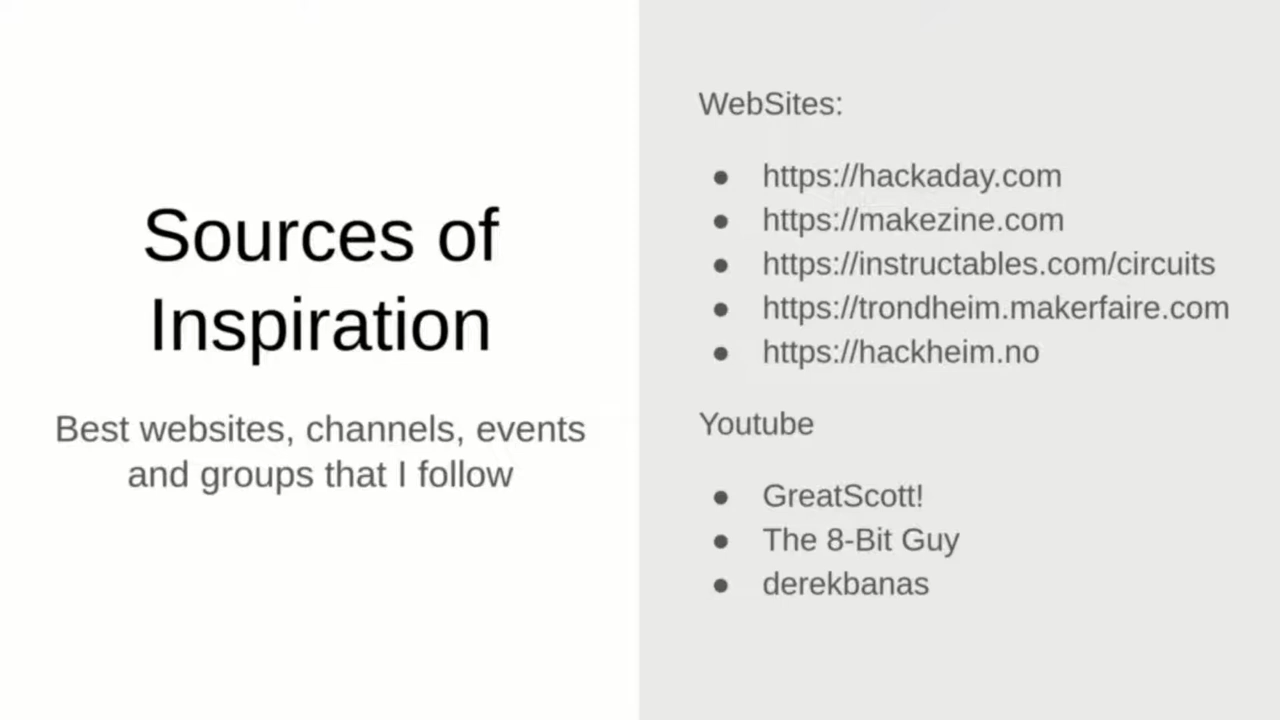 Sources of
Inspiration
Best websites, channels, events
and groups that I follow
WebSites:
● https://hackaday.com
● https://makezine.com
● https://instructables.com/circuits
● https://trondheim.makerfaire.com
● https://hackheim.no
Youtube
● GreatScott!
● The 8-Bit Guy
● derekbanas